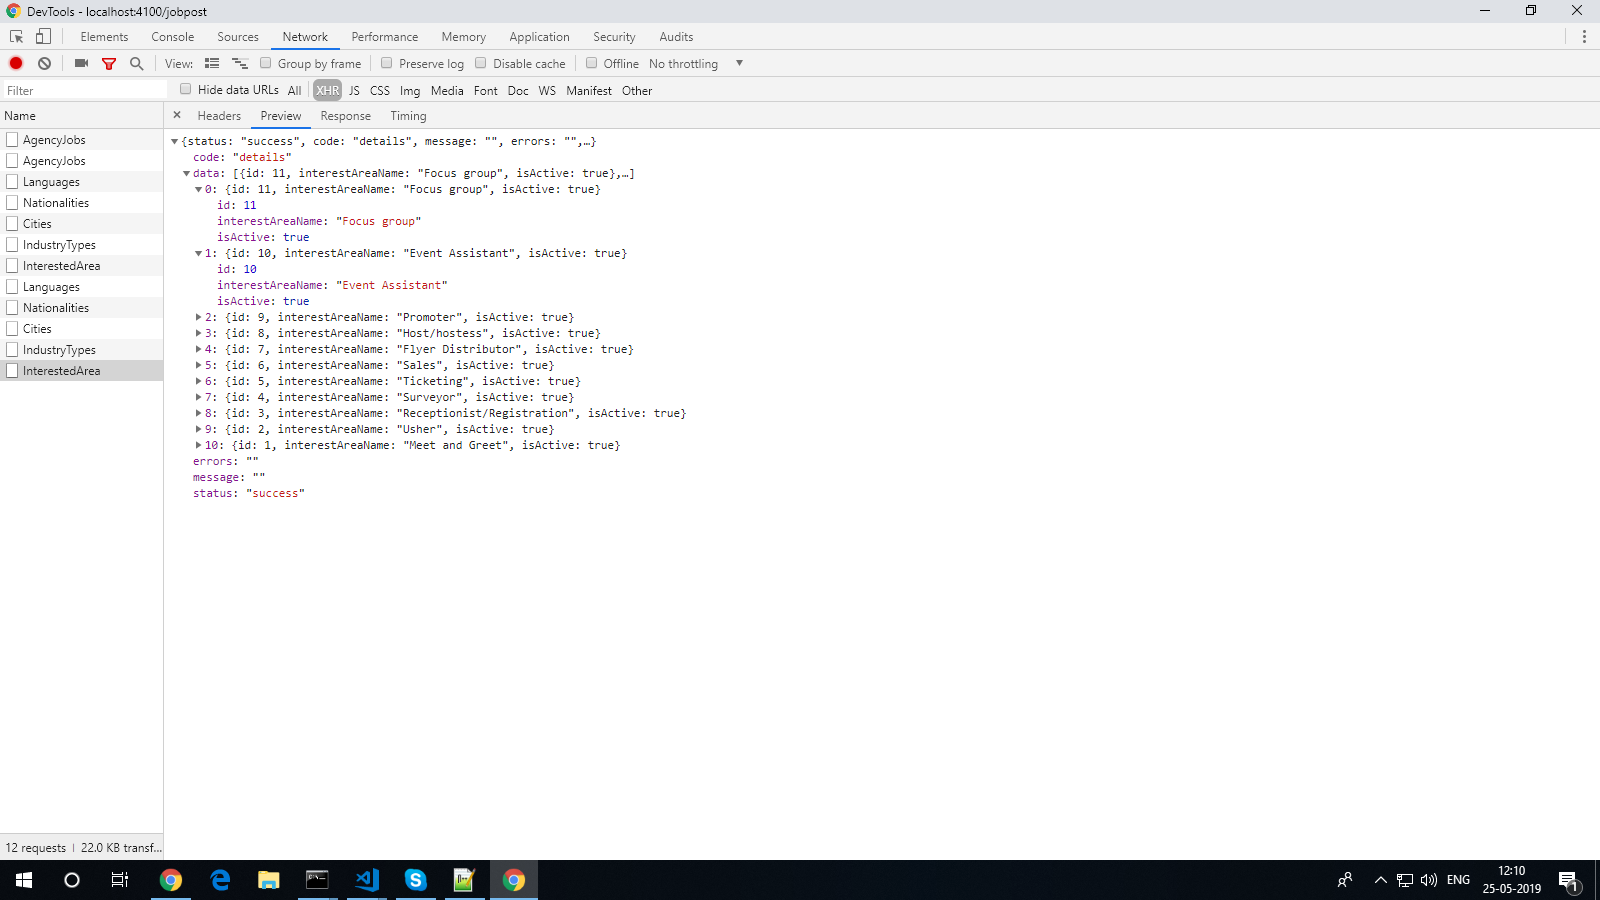 DevTools - localhost:4100/jobpost
Elements Console Sources Network Performance Memory Application Security Audits
View: Group by frame Preserve log Disable cache Offline No throttling
Filter Hide data URLs All XHR JS CSS Img Media Font Doc WS Manifest Other
Name
× Headers Preview Response Timing
AgencyJobs
AgencyJobs
Languages
Nationalities
Cities
IndustryTypes
InterestedArea
Languages
Nationalities
Cities
IndustryTypes
InterestedArea
{status: "success", code: "details", message: "", errors: "",…}
code: "details"
data: [{id: 11, interestAreaName: "Focus group", isActive: true},…]
0: {id: 11, interestAreaName: "Focus group", isActive: true}
id: 11
interestAreaName: "Focus group"
isActive: true
1: {id: 10, interestAreaName: "Event Assistant", isActive: true}
id: 10
interestAreaName: "Event Assistant"
isActive: true
2: {id: 9, interestAreaName: "Promoter", isActive: true}
3: {id: 8, interestAreaName: "Host/hostess", isActive: true}
4: {id: 7, interestAreaName: "Flyer Distributor", isActive: true}
5: {id: 6, interestAreaName: "Sales", isActive: true}
6: {id: 5, interestAreaName: "Ticketing", isActive: true}
7: {id: 4, interestAreaName: "Surveyor", isActive: true}
8: {id: 3, interestAreaName: "Receptionist/Registration", isActive: true}
9: {id: 2, interestAreaName: "Usher", isActive: true}
10: {id: 1, interestAreaName: "Meet and Greet", isActive: true}
errors: ""
message: ""
status: "success"
12 requests | 22.0 KB transf...
ENG
12:10
25-05-2019
1